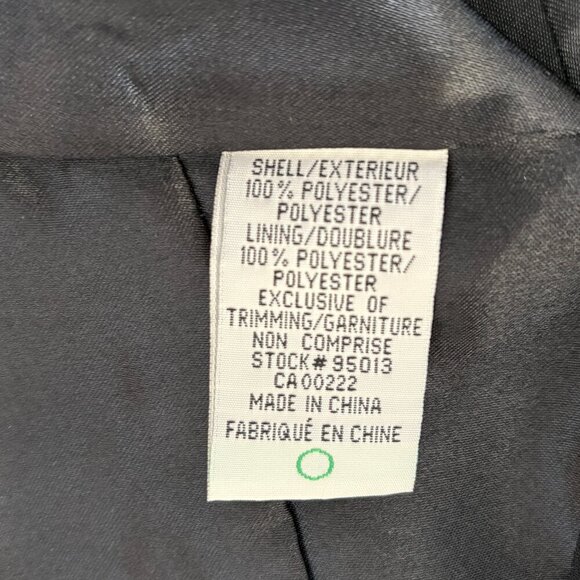 SHELL/EXTERIEUR
100% POLYESTER/
POLYESTER
LINING/DOUBLURE
100% POLYESTER/
POLYESTER
EXCLUSIVE OF
TRIMMING/GARNITURE
NON COMPRISE
STOCK# 95013
CA00222
MADE IN CHINA
FABRIQUÉ EN CHINE